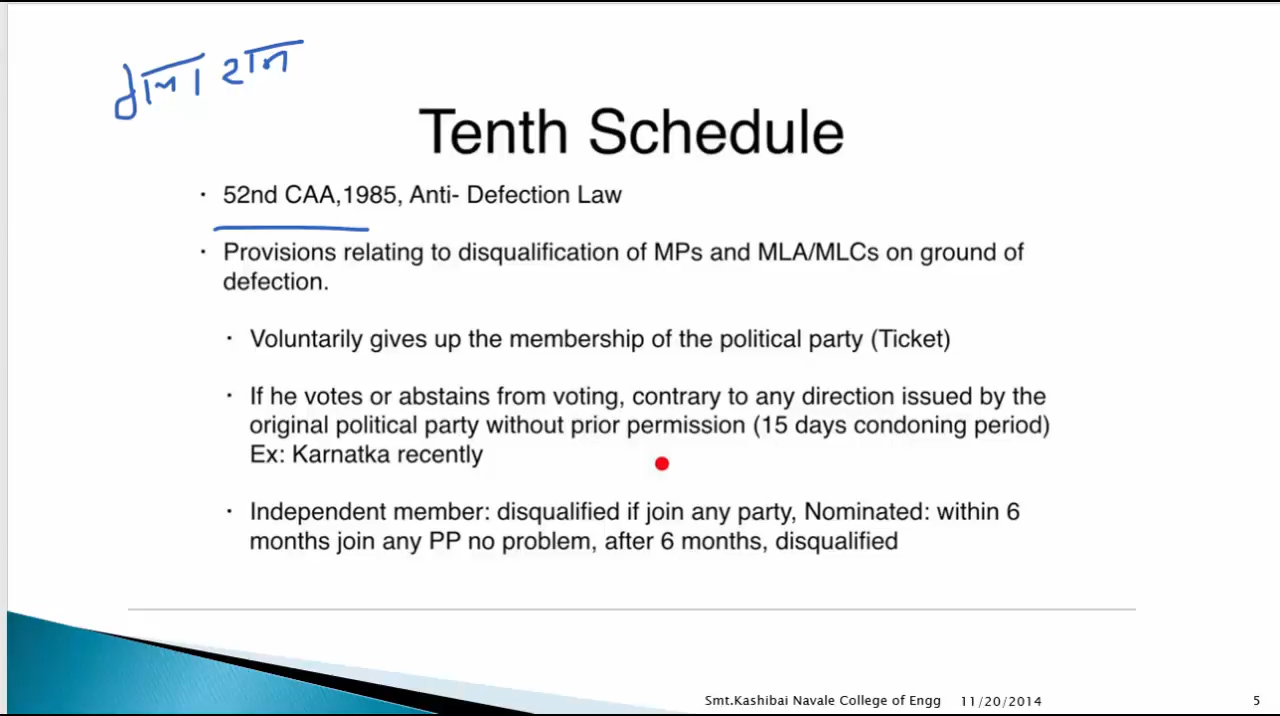 Tenth Schedule
· 52nd CAA,1985, Anti- Defection Law
· Provisions relating to disqualification of MPs and MLA/MLCs on ground of
defection.
· Voluntarily gives up the membership of the political party (Ticket)
· If he votes or abstains from voting, contrary to any direction issued by the
original political party without prior permission (15 days condoning period)
Ex: Karnatka recently
· Independent member: disqualified if join any party, Nominated: within 6
months join any PP no problem, after 6 months, disqualified
Smt.Kashibai Navale College of Engg 11/20/2014 5